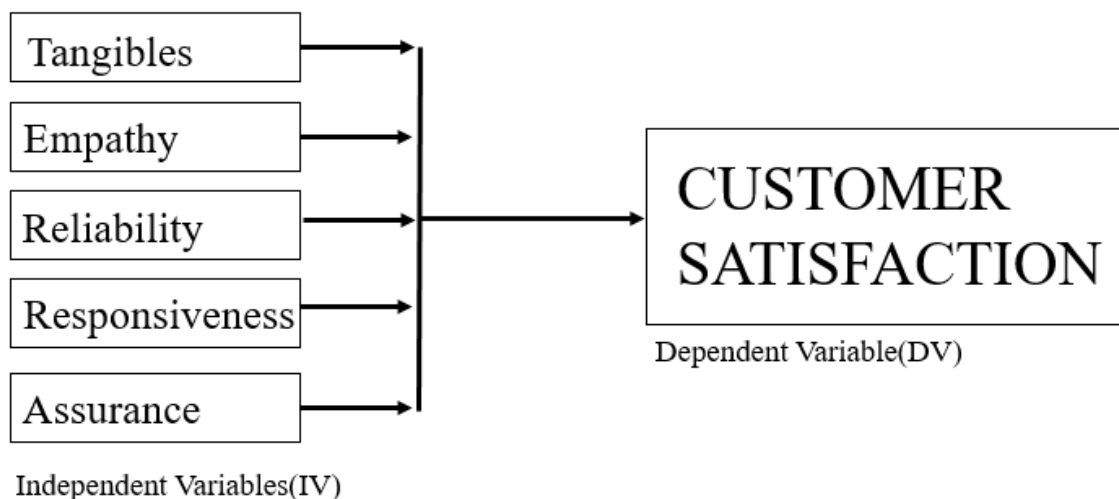 Tangibles
Empathy
Reliability
Responsiveness
Assurance
Independent Variables(IV)
CUSTOMER
SATISFACTION
Dependent Variable(DV)